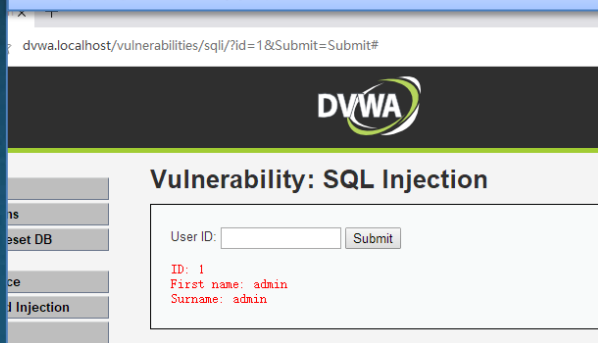 dvwa.localhost/vulnerabilities/sqli/?id=1&Submit=Submit#
DVWA
Vulnerability: SQL Injection
ns
eset DB
ce
d Injection
User ID:
Submit
ID: 1
First name: admin
Surname: admin